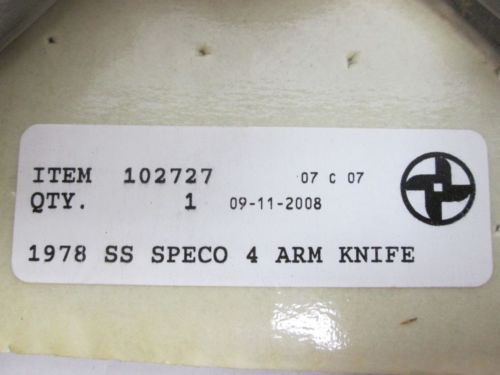 ITEM 102727 07 C 07
QTY. 1 09-11-2008
1978 SS SPECO 4 ARM KNIFE